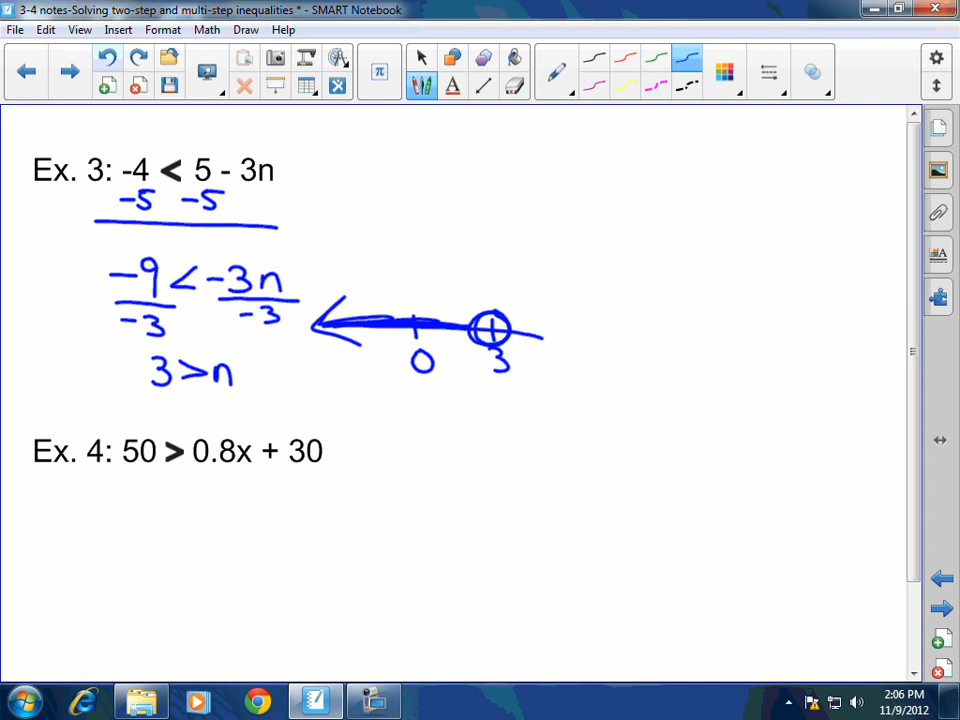 3-4 notes-Solving two-step and multi-step inequalities * - SMART Notebook
File Edit View Insert Format Math Draw Help
Ex. 3: -4 < 5 - 3n
-5 -5
-9 < -3n
-3 -3
3 > n
0 3
Ex. 4: 50 > 0.8x + 30
2:06 PM
11/9/2012